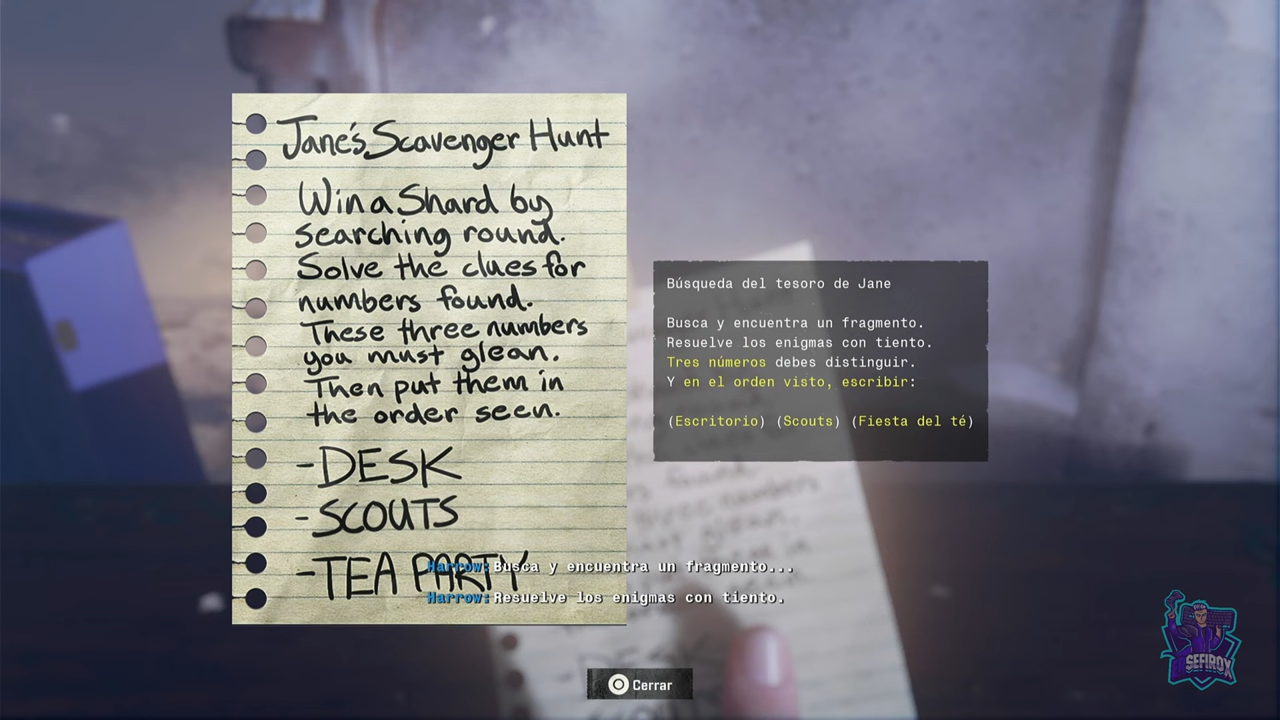 Jane's Scavenger Hunt
Win a Shard by
searching round.
Solve the clues for
numbers found.
These three numbers
you must glean.
Then put them in
the order seen.
-DESK
-SCOUTS
-TEA PARTY
Búsqueda del tesoro de Jane
Busca y encuentra un fragmento.
Resuelve los enigmas con tiento.
Tres números debes distinguir.
Y en el orden visto, escribir:
(Escritorio) (Scouts) (Fiesta del té)
Harrow: Busca y encuentra un fragmento...
Harrow: Resuelve los enigmas con tiento.
Cerrar
SEFIROX